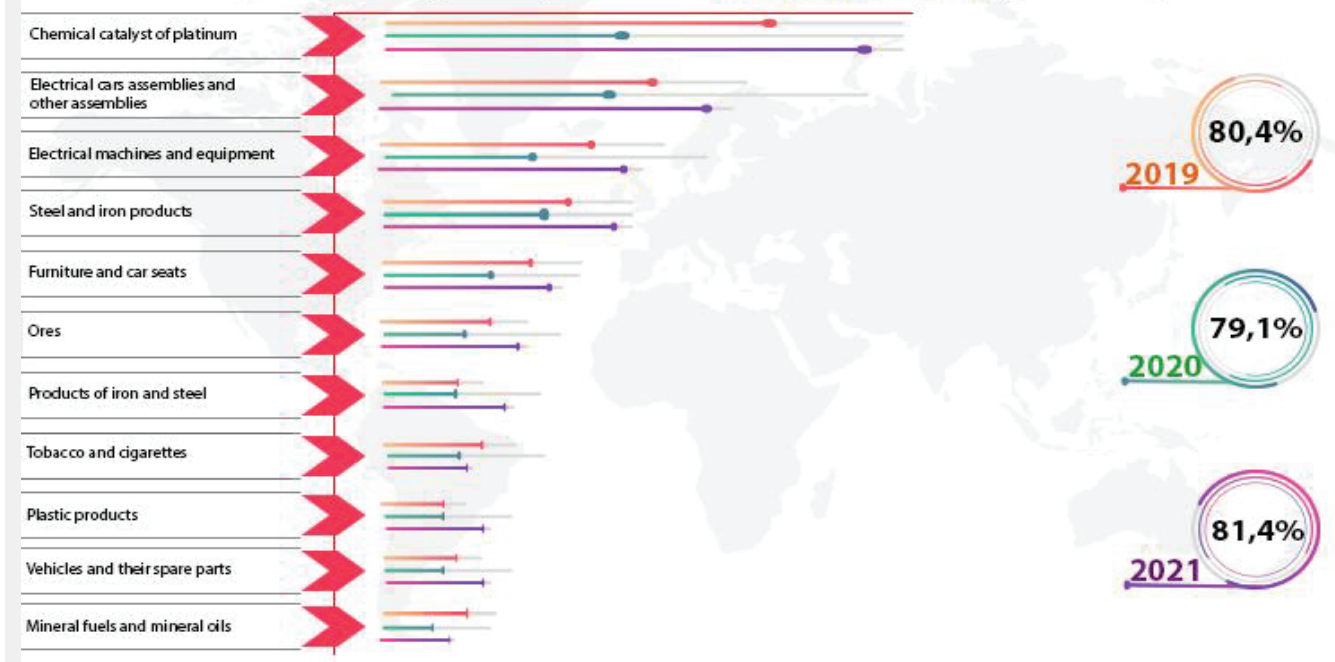 Chemical catalyst of platinum
Electrical cars assemblies and
other assemblies
Electrical machines and equipment
Steel and iron products
Furniture and car seats
Ores
Products of iron and steel
Tobacco and cigarettes
Plastic products
Vehicles and their spare parts
Mineral fuels and mineral oils
80,4%
2019
79,1%
2020
81,4%
2021